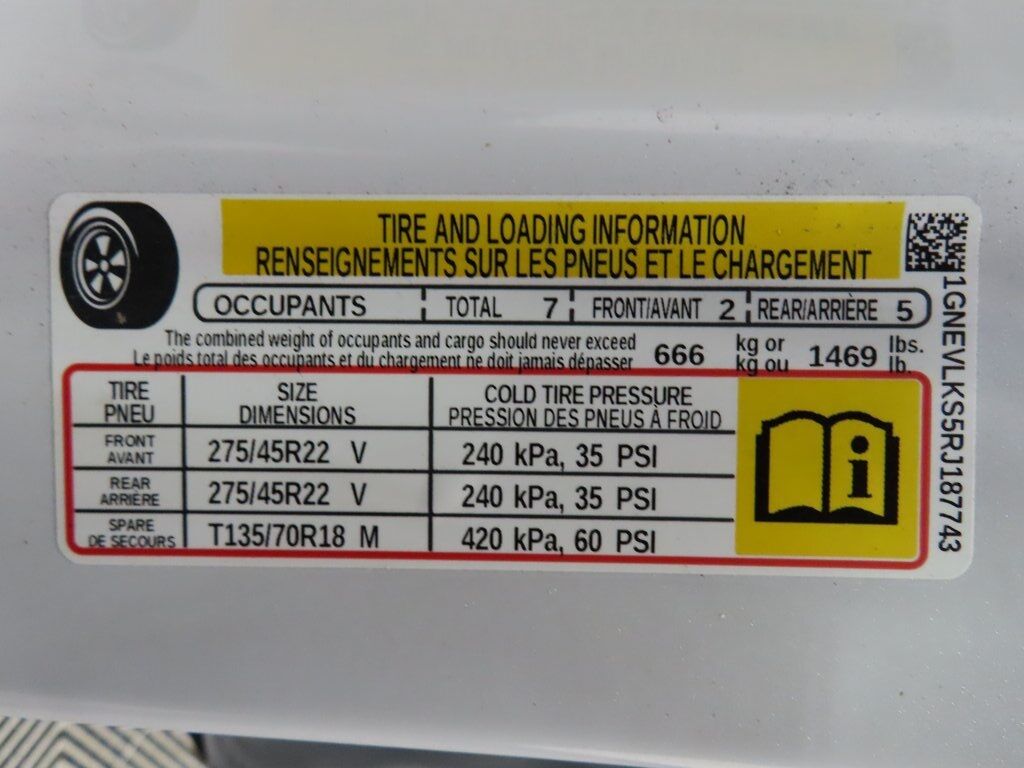 TIRE AND LOADING INFORMATION
RENSEIGNEMENTS SUR LES PNEUS ET LE CHARGEMENT
OCCUPANTS TOTAL 7 FRONT/AVANT 2 REAR/ARRIÈRE 5
The combined weight of occupants and cargo should never exceed 666 kg or 1469 lbs.
Le poids total des occupants et du chargement ne doit jamais dépasser kg ou lb.
TIRE SIZE COLD TIRE PRESSURE
PNEU DIMENSIONS PRESSION DES PNEUS À FROID
FRONT
AVANT 275/45R22 V 240 kPa, 35 PSI
REAR
ARRIÈRE 275/45R22 V 240 kPa, 35 PSI
SPARE
DE SECOURS T135/70R18 M 420 kPa, 60 PSI
i
1GNEVLKS5RJ187743